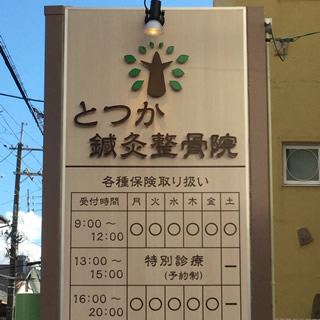 とつか
鍼灸整骨院
各種保険取り扱い
受付時間 月 火 水 木 金 土
9:00～12:00 ○ ○ ○ ○ ○ ○
13:00～15:00 特別診療(予約制) ー
16:00～20:00 ○ ○ ○ ○ ○ ー